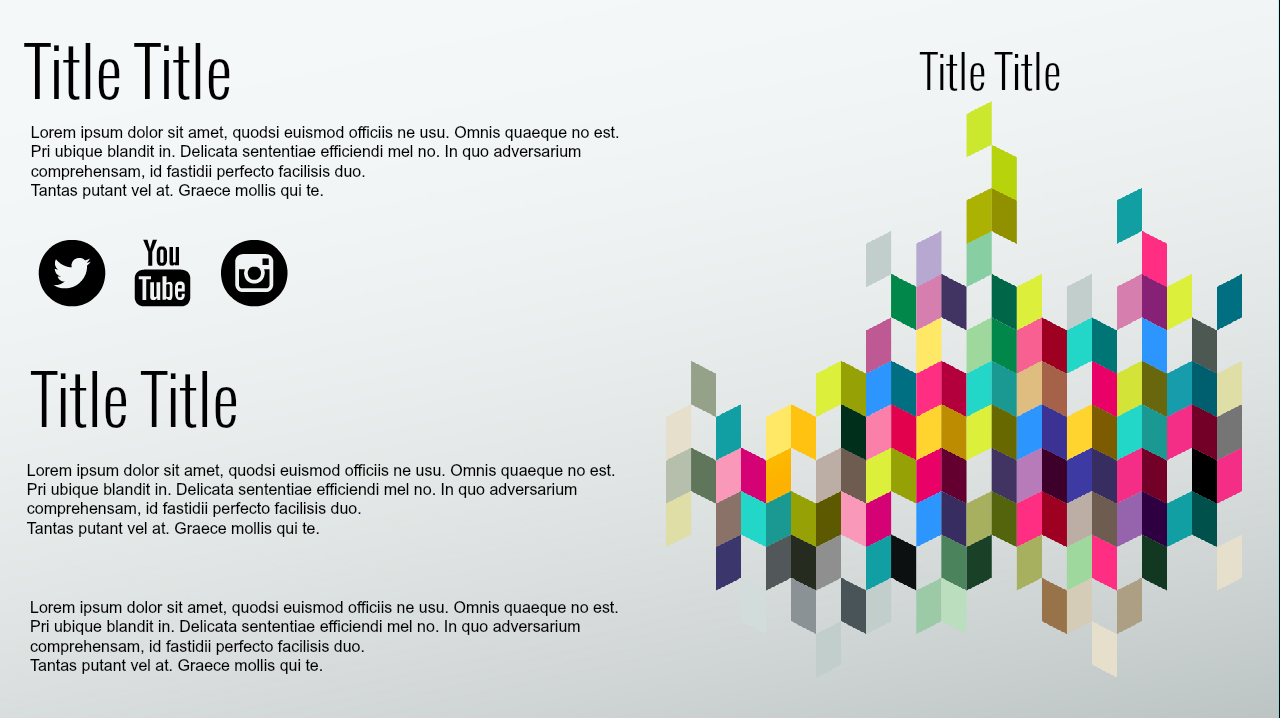 Title Title
Lorem ipsum dolor sit amet, quodsi euismod officiis ne usu. Omnis quaeque no est.
Pri ubique blandit in. Delicata sententiae efficiendi mel no. In quo adversarium
comprehensam, id fastidii perfecto facilisis duo.
Tantas putant vel at. Graece mollis qui te.
You
Tube
Title Title
Lorem ipsum dolor sit amet, quodsi euismod officiis ne usu. Omnis quaeque no est.
Pri ubique blandit in. Delicata sententiae efficiendi mel no. In quo adversarium
comprehensam, id fastidii perfecto facilisis duo.
Tantas putant vel at. Graece mollis qui te.
Lorem ipsum dolor sit amet, quodsi euismod officiis ne usu. Omnis quaeque no est.
Pri ubique blandit in. Delicata sententiae efficiendi mel no. In quo adversarium
comprehensam, id fastidii perfecto facilisis duo.
Tantas putant vel at. Graece mollis qui te.
Title Title